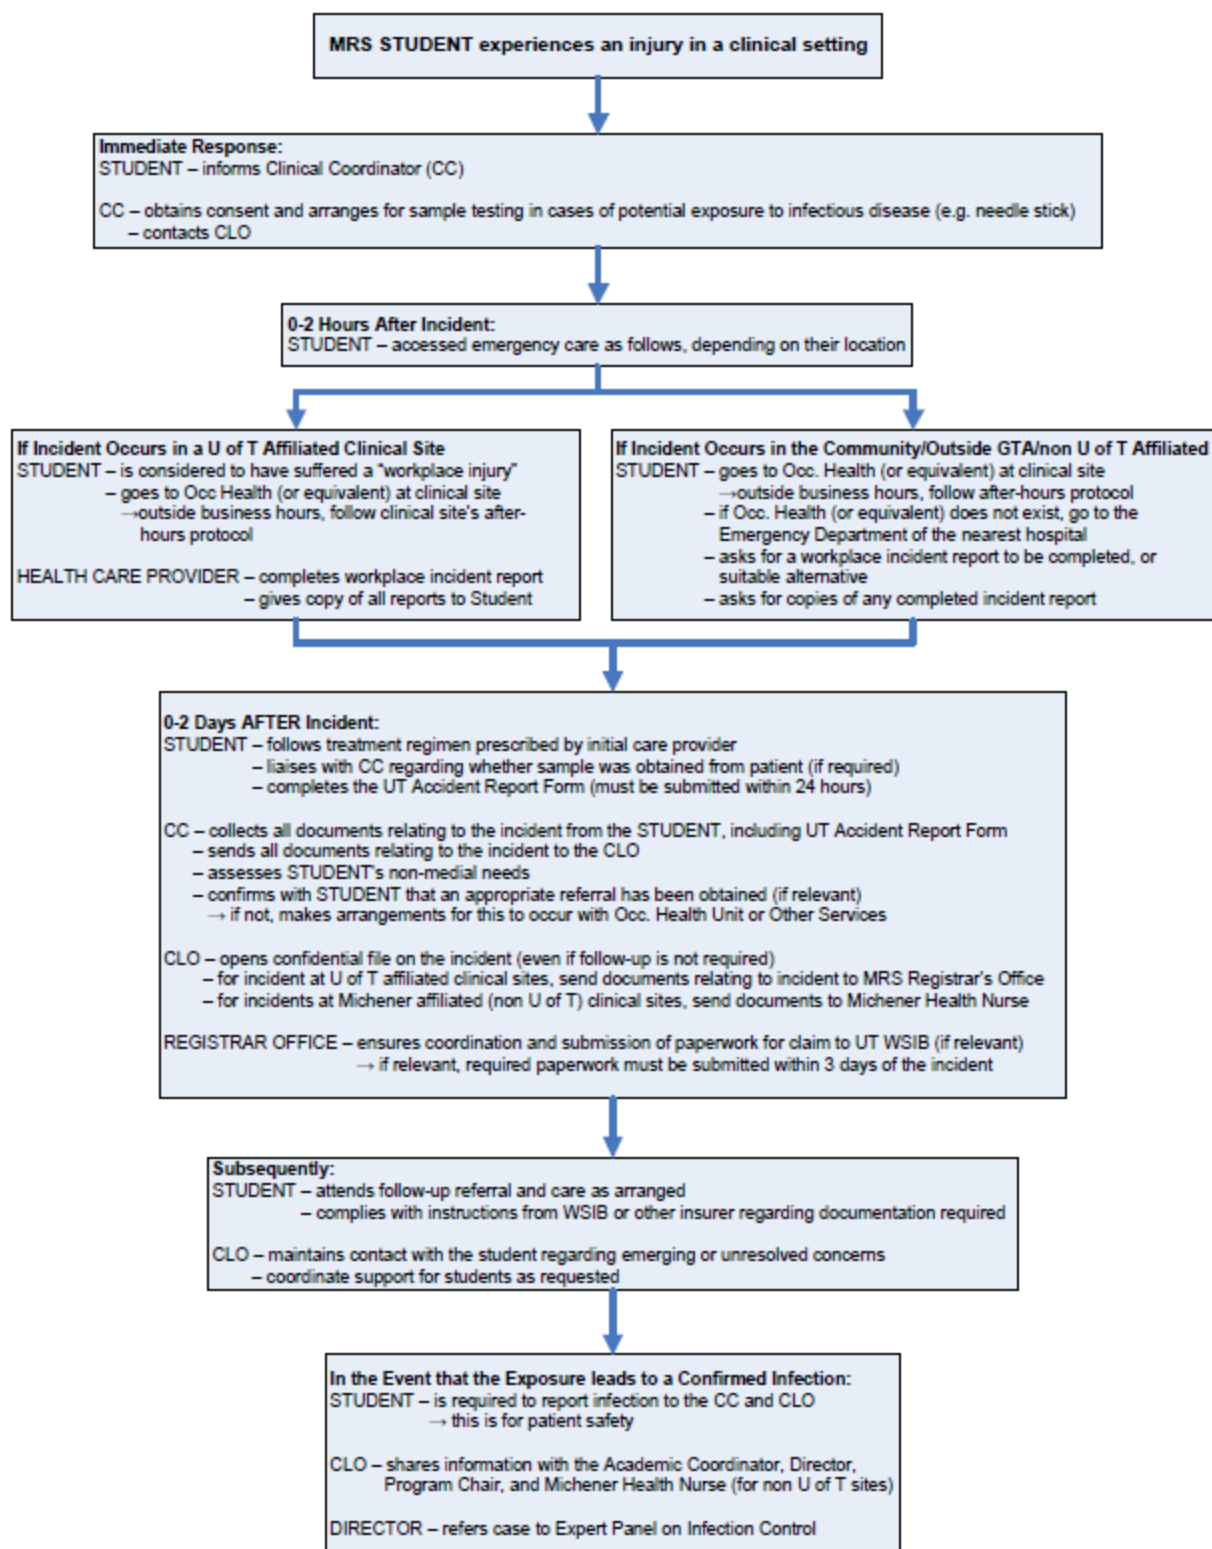 MRS STUDENT experiences an injury in a clinical setting
Immediate Response:
STUDENT – informs Clinical Coordinator (CC)
CC – obtains consent and arranges for sample testing in cases of potential exposure to infectious disease (e.g. needle stick)
– contacts CLO
0-2 Hours After Incident:
STUDENT – accessed emergency care as follows, depending on their location
If Incident Occurs in a U of T Affiliated Clinical Site
STUDENT – is considered to have suffered a "workplace injury"
– goes to Occ Health (or equivalent) at clinical site
→outside business hours, follow clinical site's after-
hours protocol
HEALTH CARE PROVIDER – completes workplace incident report
– gives copy of all reports to Student
If Incident Occurs in the Community/Outside GTA/non U of T Affiliated
STUDENT – goes to Occ. Health (or equivalent) at clinical site
→outside business hours, follow after-hours protocol
– if Occ. Health (or equivalent) does not exist, go to the
Emergency Department of the nearest hospital
– asks for a workplace incident report to be completed, or
suitable alternative
– asks for copies of any completed incident report
0-2 Days AFTER Incident:
STUDENT – follows treatment regimen prescribed by initial care provider
– liaises with CC regarding whether sample was obtained from patient (if required)
– completes the UT Accident Report Form (must be submitted within 24 hours)
CC – collects all documents relating to the incident from the STUDENT, including UT Accident Report Form
– sends all documents relating to the incident to the CLO
– assesses STUDENT's non-medial needs
– confirms with STUDENT that an appropriate referral has been obtained (if relevant)
→ if not, makes arrangements for this to occur with Occ. Health Unit or Other Services
CLO – opens confidential file on the incident (even if follow-up is not required)
– for incident at U of T affiliated clinical sites, send documents relating to incident to MRS Registrar's Office
– for incidents at Michener affiliated (non U of T) clinical sites, send documents to Michener Health Nurse
REGISTRAR OFFICE – ensures coordination and submission of paperwork for claim to UT WSIB (if relevant)
→ if relevant, required paperwork must be submitted within 3 days of the incident
Subsequently:
STUDENT – attends follow-up referral and care as arranged
– complies with instructions from WSIB or other insurer regarding documentation required
CLO – maintains contact with the student regarding emerging or unresolved concerns
– coordinate support for students as requested
In the Event that the Exposure leads to a Confirmed Infection:
STUDENT – is required to report infection to the CC and CLO
→ this is for patient safety
CLO – shares information with the Academic Coordinator, Director,
Program Chair, and Michener Health Nurse (for non U of T sites)
DIRECTOR – refers case to Expert Panel on Infection Control